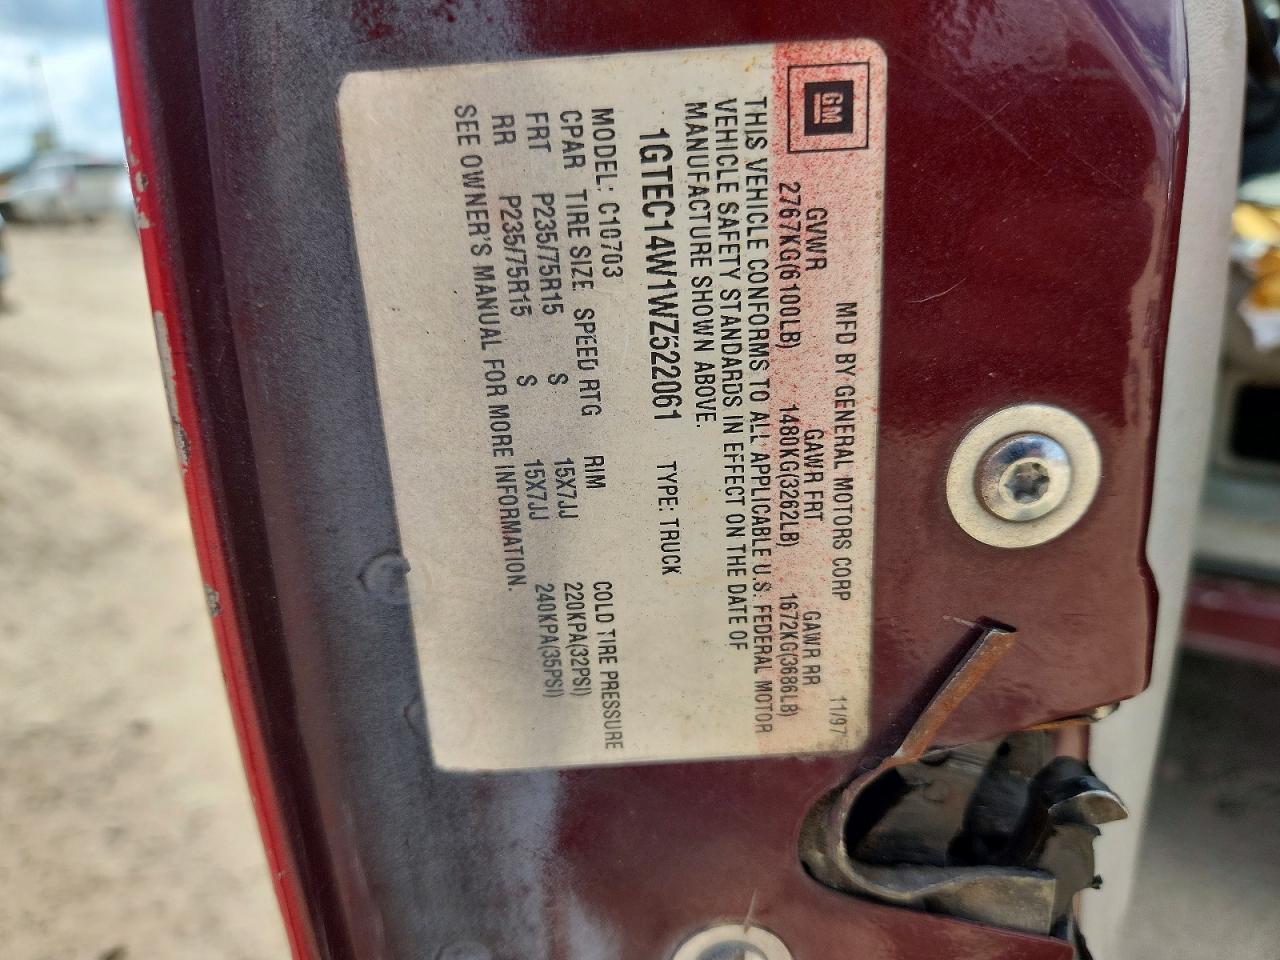 GM
MFD BY GENERAL MOTORS CORP 11/97
GVWR GAWR FRT GAWR RR
2767KG(6100LB) 1480KG(3262LB) 1672KG(3686LB)
THIS VEHICLE CONFORMS TO ALL APPLICABLE U.S. FEDERAL MOTOR
VEHICLE SAFETY STANDARDS IN EFFECT ON THE DATE OF
MANUFACTURE SHOWN ABOVE.
1GTEC14W1WZ522061 TYPE: TRUCK
MODEL: C10703
CPAR TIRE SIZE SPEED RTG RIM COLD TIRE PRESSURE
FRT P235/75R15 S 15X7JJ 220KPA(32PSI)
RR P235/75R15 S 15X7JJ 240KPA(35PSI)
SEE OWNER'S MANUAL FOR MORE INFORMATION.